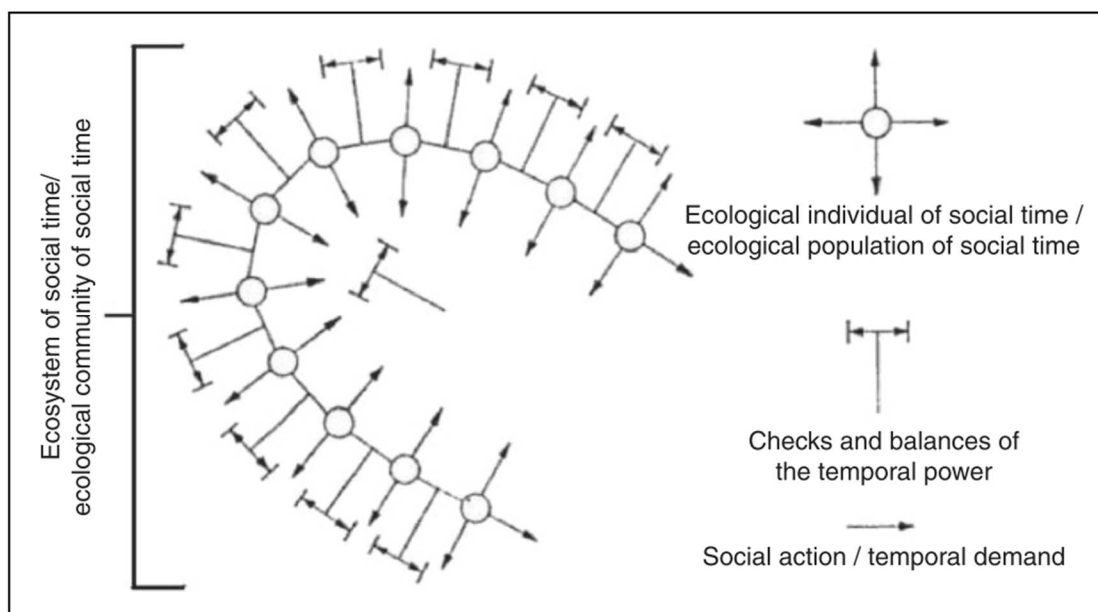 Ecosystem of social time/
ecological community of social time
Ecological individual of social time /
ecological population of social time
Checks and balances of
the temporal power
Social action / temporal demand